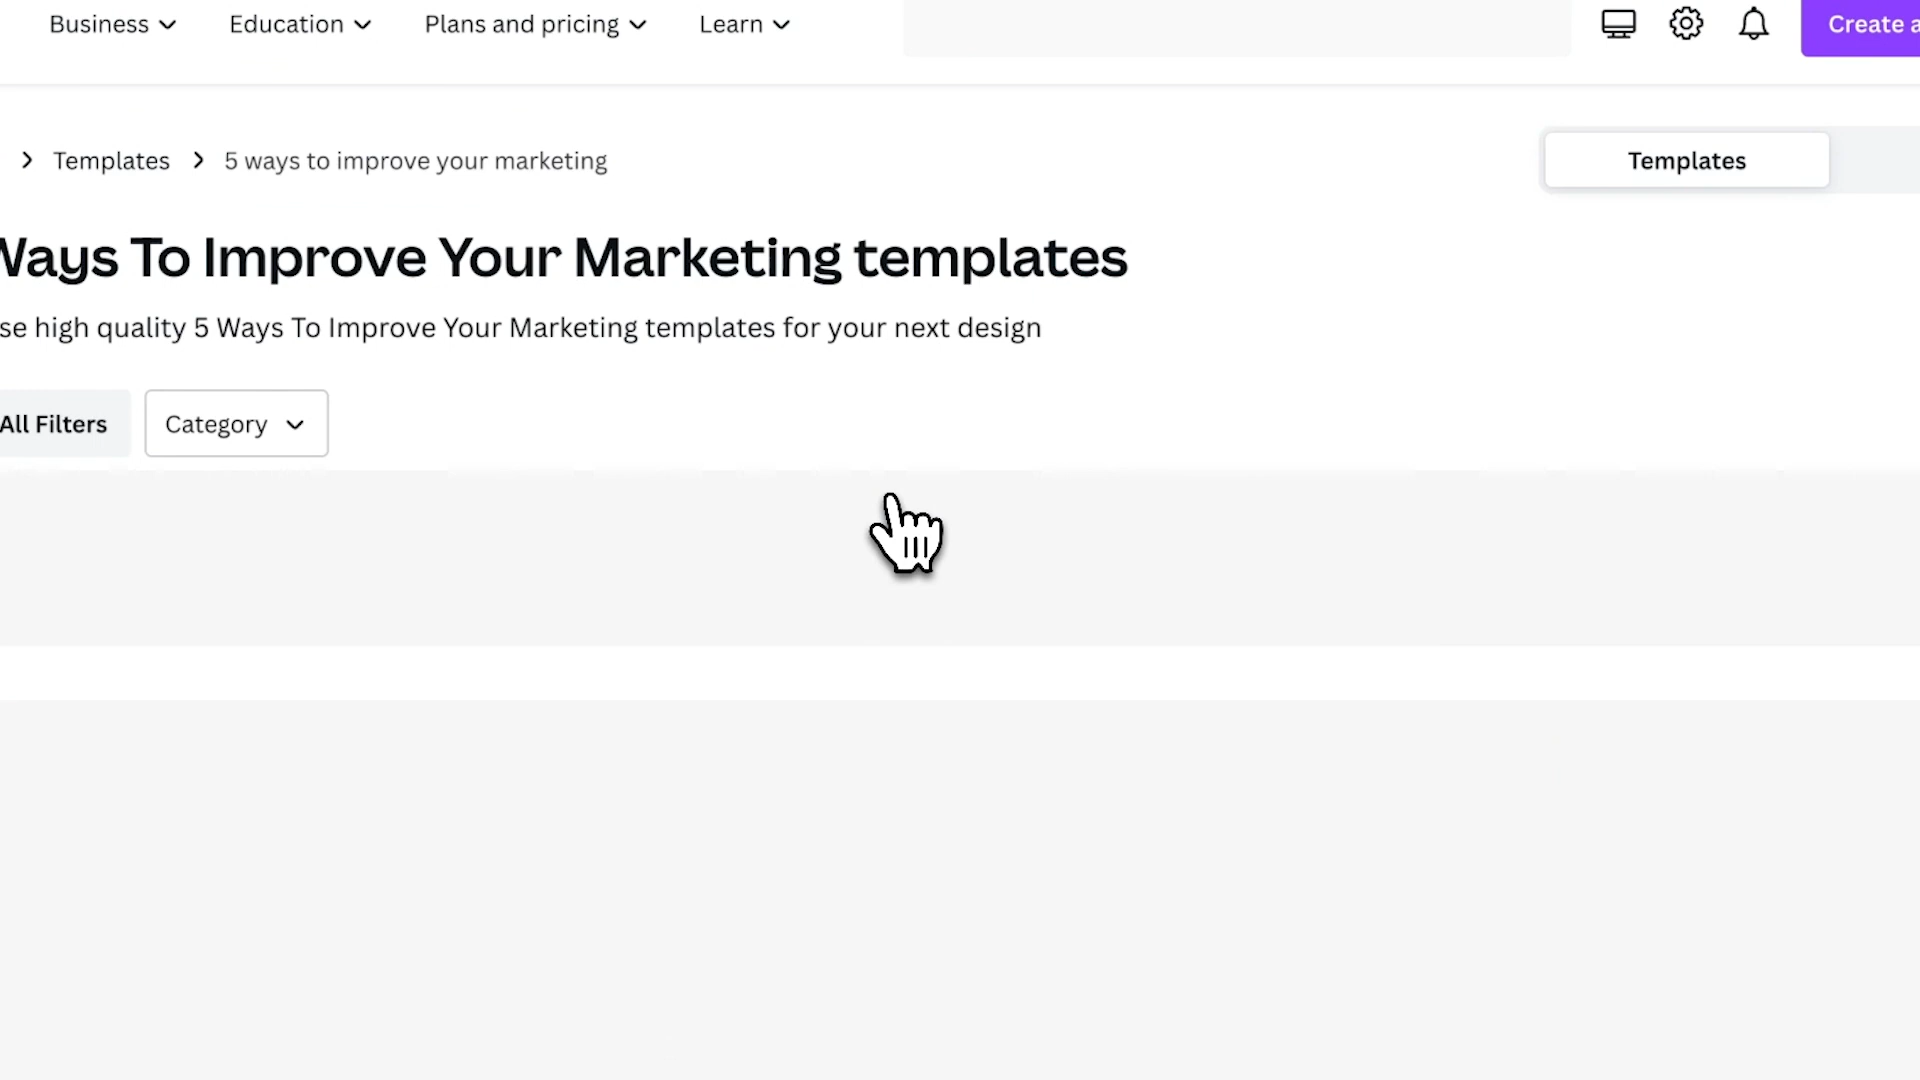 Business
Education
Plans and pricing
Learn
Create a
Templates
5 ways to improve your marketing
Templates
Ways To Improve Your Marketing templates
se high quality 5 Ways To Improve Your Marketing templates for your next design
All Filters
Category